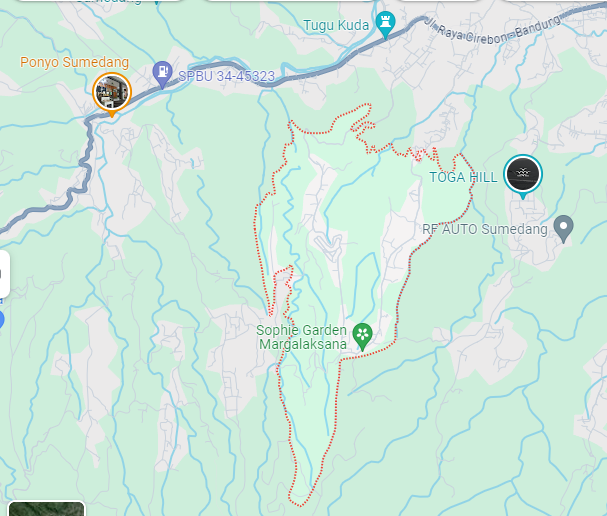 Tugu Kuda
Jl. Raya Cirebon-Bandung
Ponyo Sumedang
SPBU 34-45323
TOGA HILL
RF AUTO Sumedang
Sophie Garden
Margalaksana